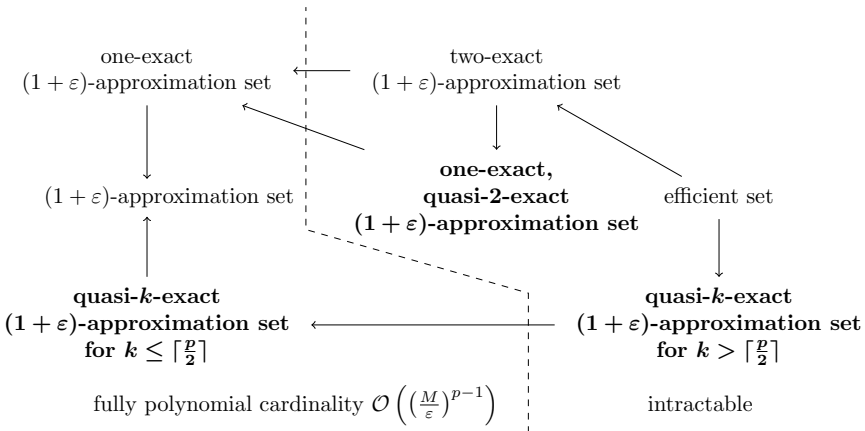 one-exact
(1 + ε)-approximation set
two-exact
(1 + ε)-approximation set
one-exact,
quasi-2-exact
(1 + ε)-approximation set
(1 + ε)-approximation set
efficient set
quasi-k-exact
(1 + ε)-approximation set
for k ≤ ⌈p/2⌉
quasi-k-exact
(1 + ε)-approximation set
for k > ⌈p/2⌉
fully polynomial cardinality 𝒪((M/ε)^{p−1})
intractable